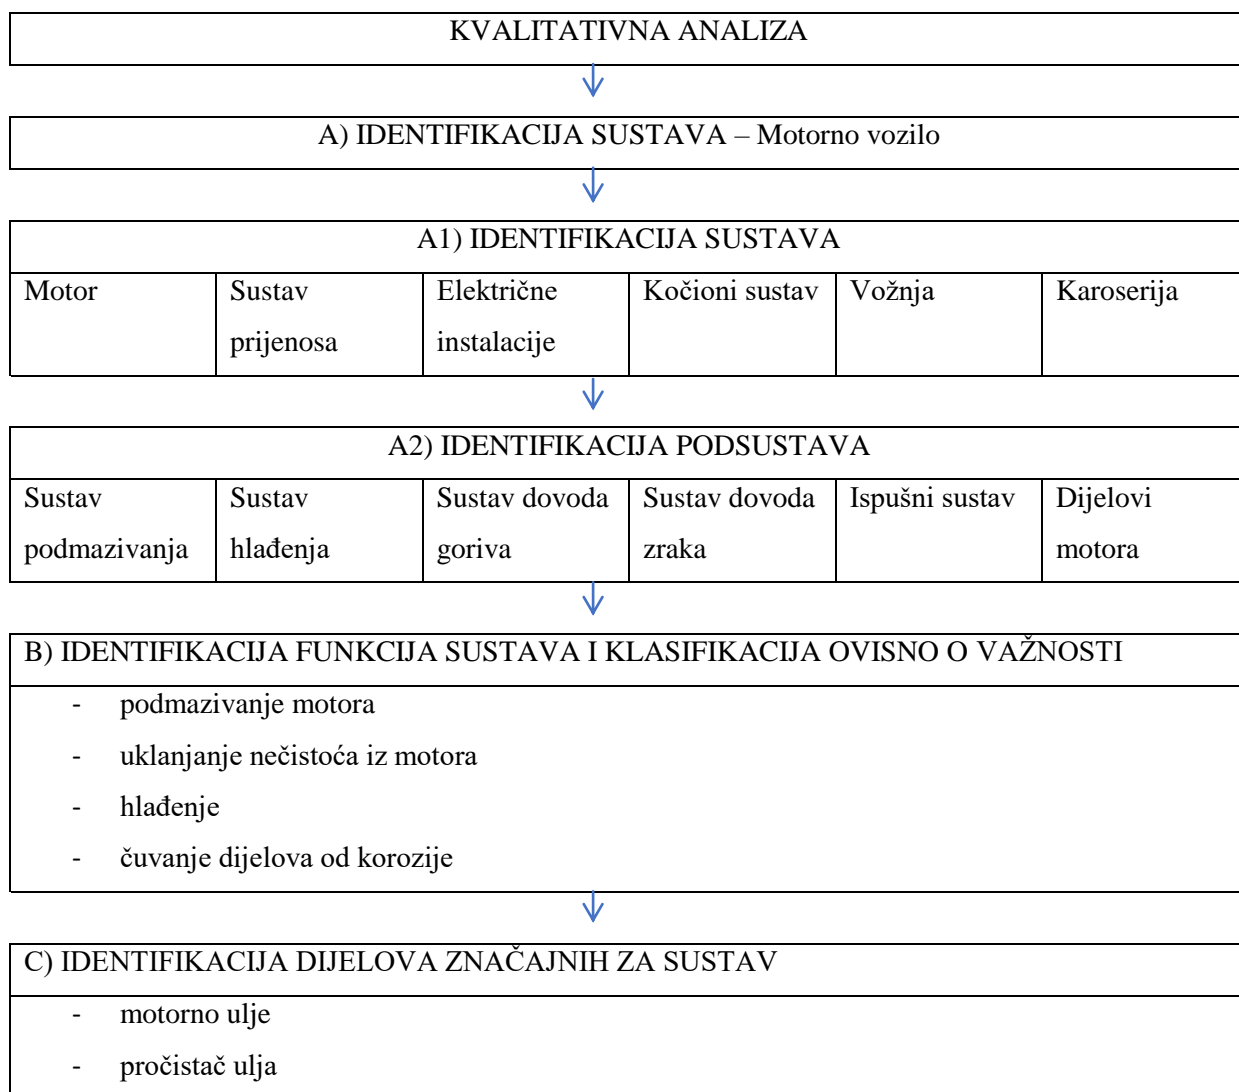 KVALITATIVNA ANALIZA
A) IDENTIFIKACIJA SUSTAVA – Motorno vozilo
A1) IDENTIFIKACIJA SUSTAVA
Motor
Sustav
prijenosa
Električne
instalacije
Kočioni sustav
Vožnja
Karoserija
A2) IDENTIFIKACIJA PODSUSTAVA
Sustav
podmazivanja
Sustav
hlađenja
Sustav dovoda
goriva
Sustav dovoda
zraka
Ispušni sustav
Dijelovi
motora
B) IDENTIFIKACIJA FUNKCIJA SUSTAVA I KLASIFIKACIJA OVISNO O VAŽNOSTI
- podmazivanje motora
- uklanjanje nečistoća iz motora
- hlađenje
- čuvanje dijelova od korozije
C) IDENTIFIKACIJA DIJELOVA ZNAČAJNIH ZA SUSTAV
- motorno ulje
- pročistač ulja